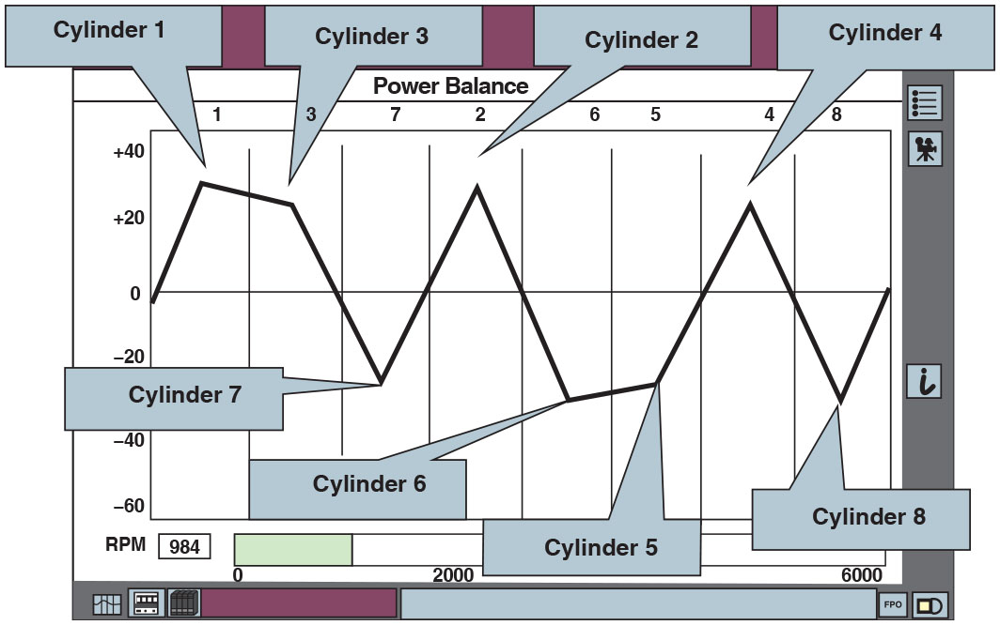 Cylinder 1
Cylinder 3
Cylinder 2
Cylinder 4
Power Balance
1 3 7 2 6 5 4 8
+40
+20
0
–20
Cylinder 7
–40
Cylinder 6
–60
Cylinder 8
Cylinder 5
RPM 984
0 2000 6000
FPO